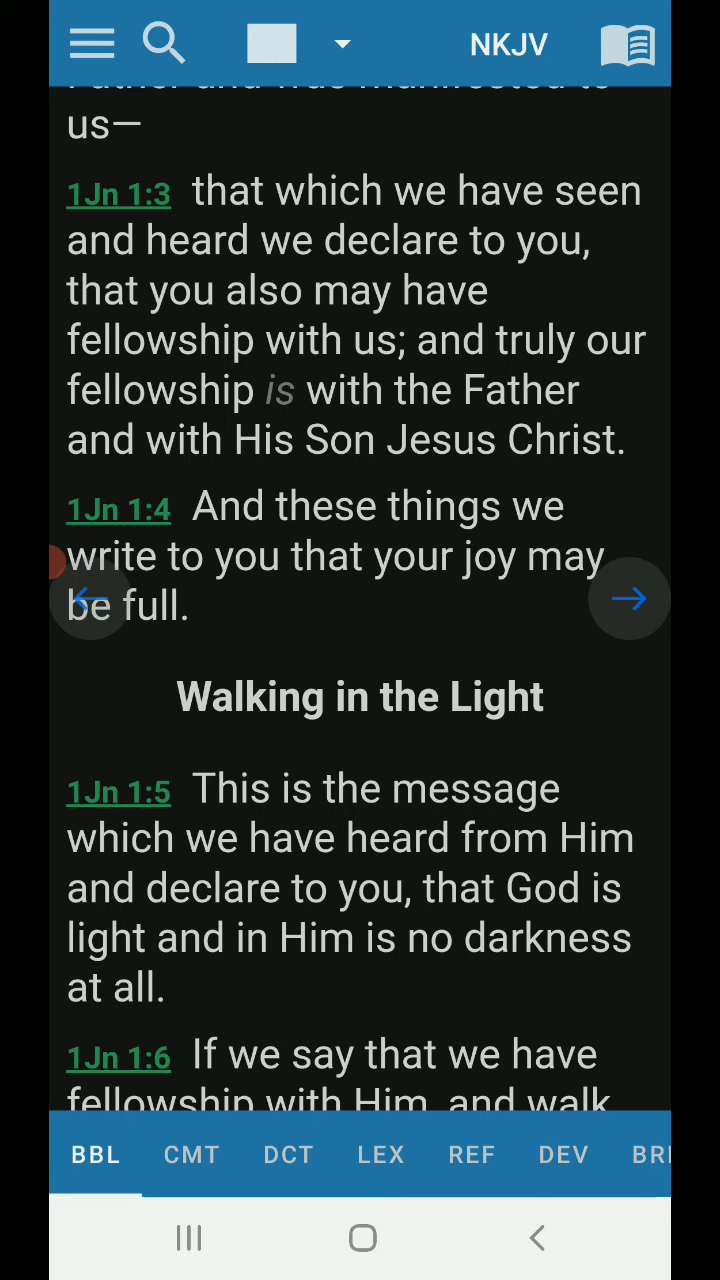 NKJV
us—
1Jn 1:3 that which we have seen
and heard we declare to you,
that you also may have
fellowship with us; and truly our
fellowship is with the Father
and with His Son Jesus Christ.
1Jn 1:4 And these things we
write to you that your joy may
be full.
Walking in the Light
1Jn 1:5 This is the message
which we have heard from Him
and declare to you, that God is
light and in Him is no darkness
at all.
1Jn 1:6 If we say that we have
fellowship with Him, and walk
BBL CMT DCT LEX REF DEV